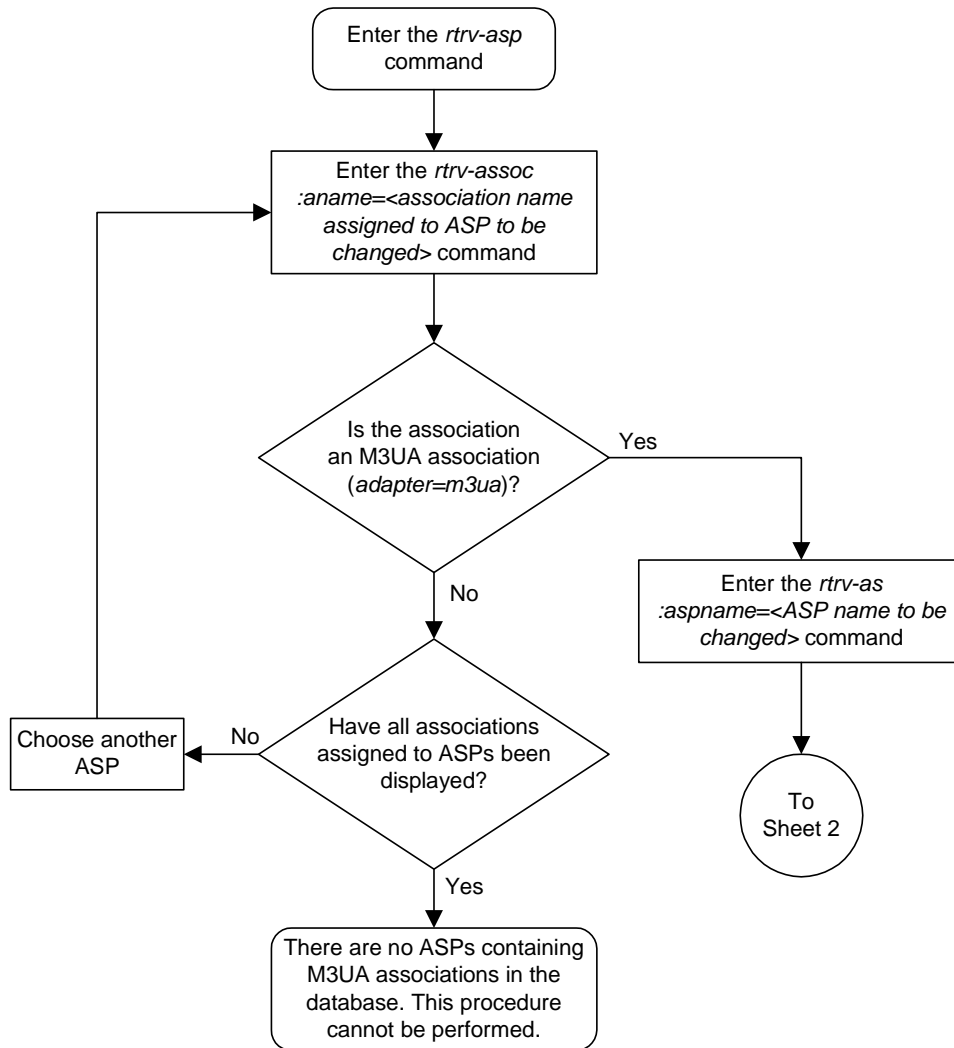 Enter the rtrv-asp
command
Enter the rtrv-assoc
:aname=<association name
assigned to ASP to be
changed> command
Is the association
an M3UA association
(adapter=m3ua)?
Yes
No
Enter the rtrv-as
:aspname=<ASP name to be
changed> command
Have all associations
assigned to ASPs been
displayed?
No
Choose another
ASP
To
Sheet 2
Yes
There are no ASPs containing
M3UA associations in the
database. This procedure
cannot be performed.